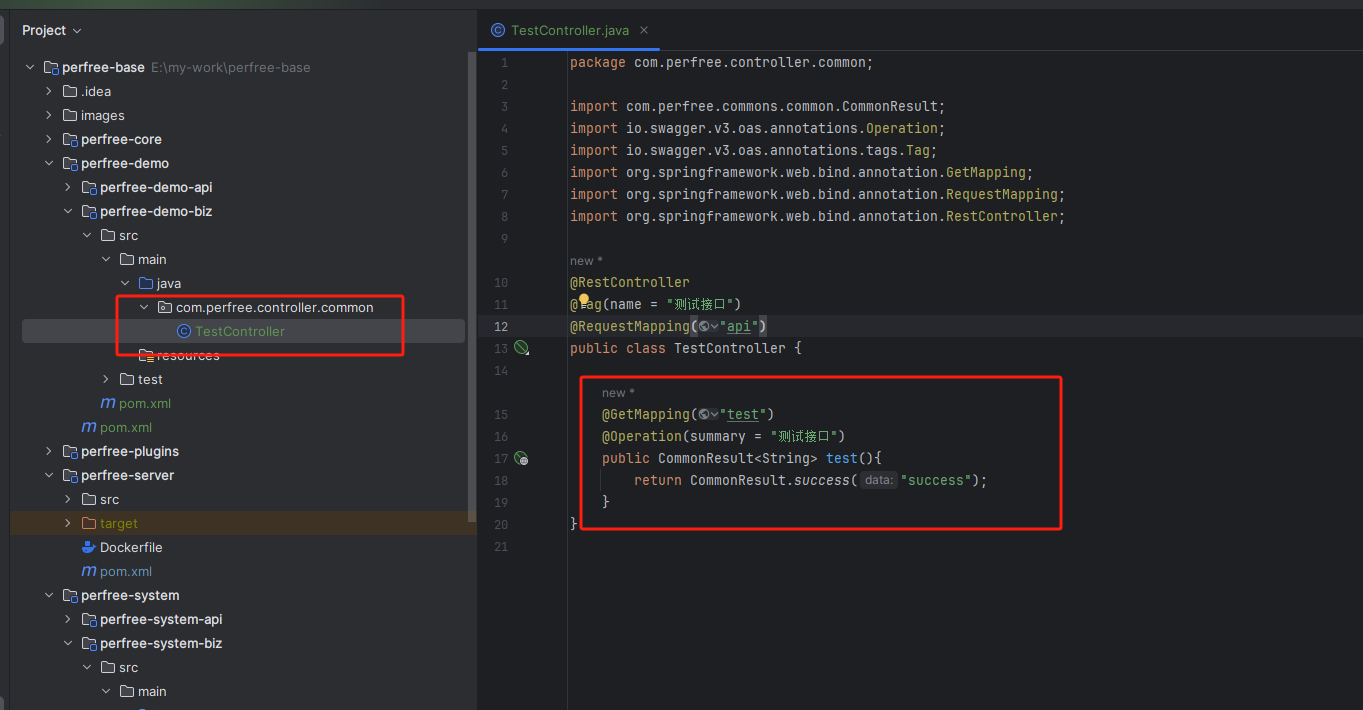 Project
perfree-base E:\my-work\perfree-base
.idea
images
perfree-core
perfree-demo
perfree-demo-api
perfree-demo-biz
src
main
java
com.perfree.controller.common
TestController
resources
test
pom.xml
pom.xml
perfree-plugins
perfree-server
src
target
Dockerfile
pom.xml
perfree-system
perfree-system-api
perfree-system-biz
src
main
TestController.java
1 package com.perfree.controller.common;
2
3 import com.perfree.commons.common.CommonResult;
4 import io.swagger.v3.oas.annotations.Operation;
5 import io.swagger.v3.oas.annotations.tags.Tag;
6 import org.springframework.web.bind.annotation.GetMapping;
7 import org.springframework.web.bind.annotation.RequestMapping;
8 import org.springframework.web.bind.annotation.RestController;
9
new *
10 @RestController
11 @Tag(name = "测试接口")
12 @RequestMapping("api")
13 public class TestController {
14
new *
15 @GetMapping("test")
16 @Operation(summary = "测试接口")
17 public CommonResult<String> test(){
18 return CommonResult.success( data: "success");
19 }
20 }
21